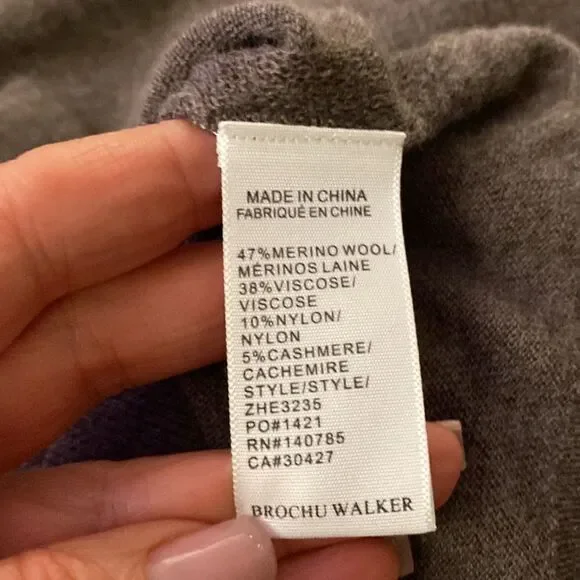 MADE IN CHINA
FABRIQUÉ EN CHINE
47%MERINO WOOL/
MÉRINOS LAINE
38%VISCOSE/
VISCOSE
10%NYLON/
NYLON
5%CASHMERE/
CACHEMIRE
STYLE/STYLE/
ZHE3235
PO#1421
RN#140785
CA#30427
BROCHU WALKER